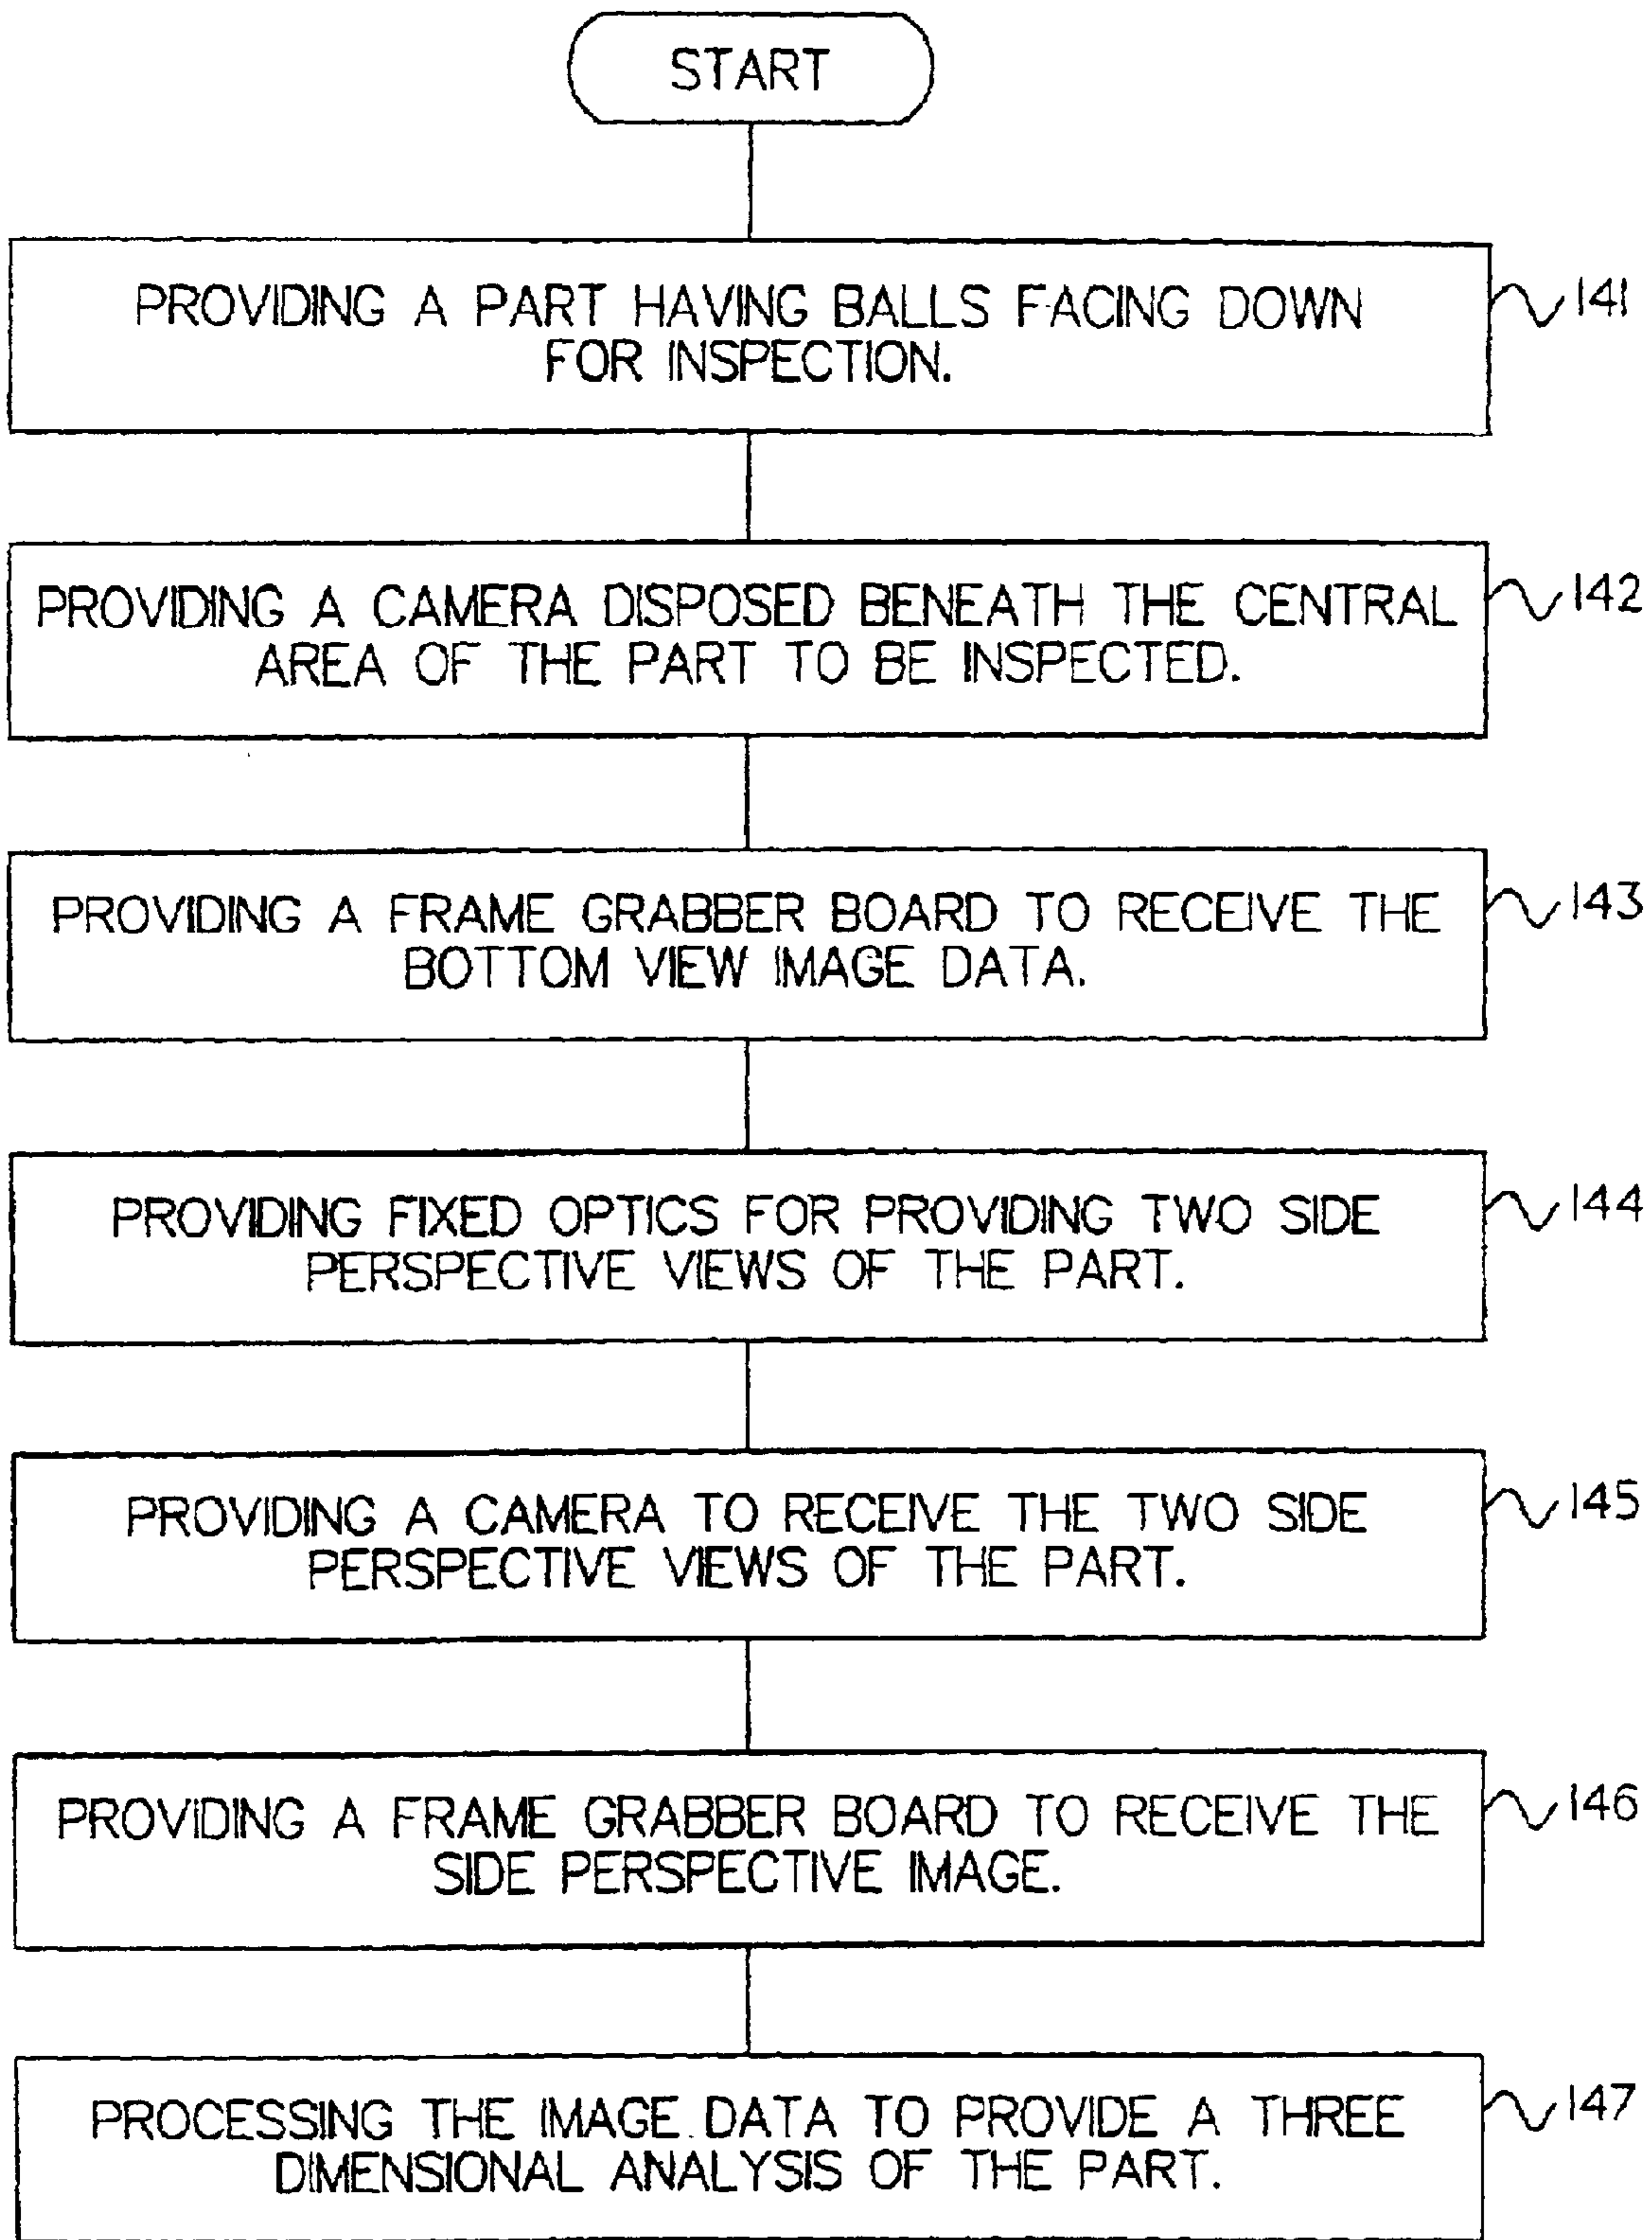 START
PROVIDING A PART HAVING BALLS FACING DOWN
FOR INSPECTION.
141
PROVIDING A CAMERA DISPOSED BENEATH THE CENTRAL
AREA OF THE PART TO BE INSPECTED.
142
PROVIDING A FRAME GRABBER BOARD TO RECEIVE THE
BOTTOM VIEW IMAGE DATA.
143
PROVIDING FIXED OPTICS FOR PROVIDING TWO SIDE
PERSPECTIVE VIEWS OF THE PART.
144
PROVIDING A CAMERA TO RECEIVE THE TWO SIDE
PERSPECTIVE VIEWS OF THE PART.
145
PROVIDING A FRAME GRABBER BOARD TO RECEIVE THE
SIDE PERSPECTIVE IMAGE.
146
PROCESSING THE IMAGE DATA TO PROVIDE A THREE
DIMENSIONAL ANALYSIS OF THE PART.
147